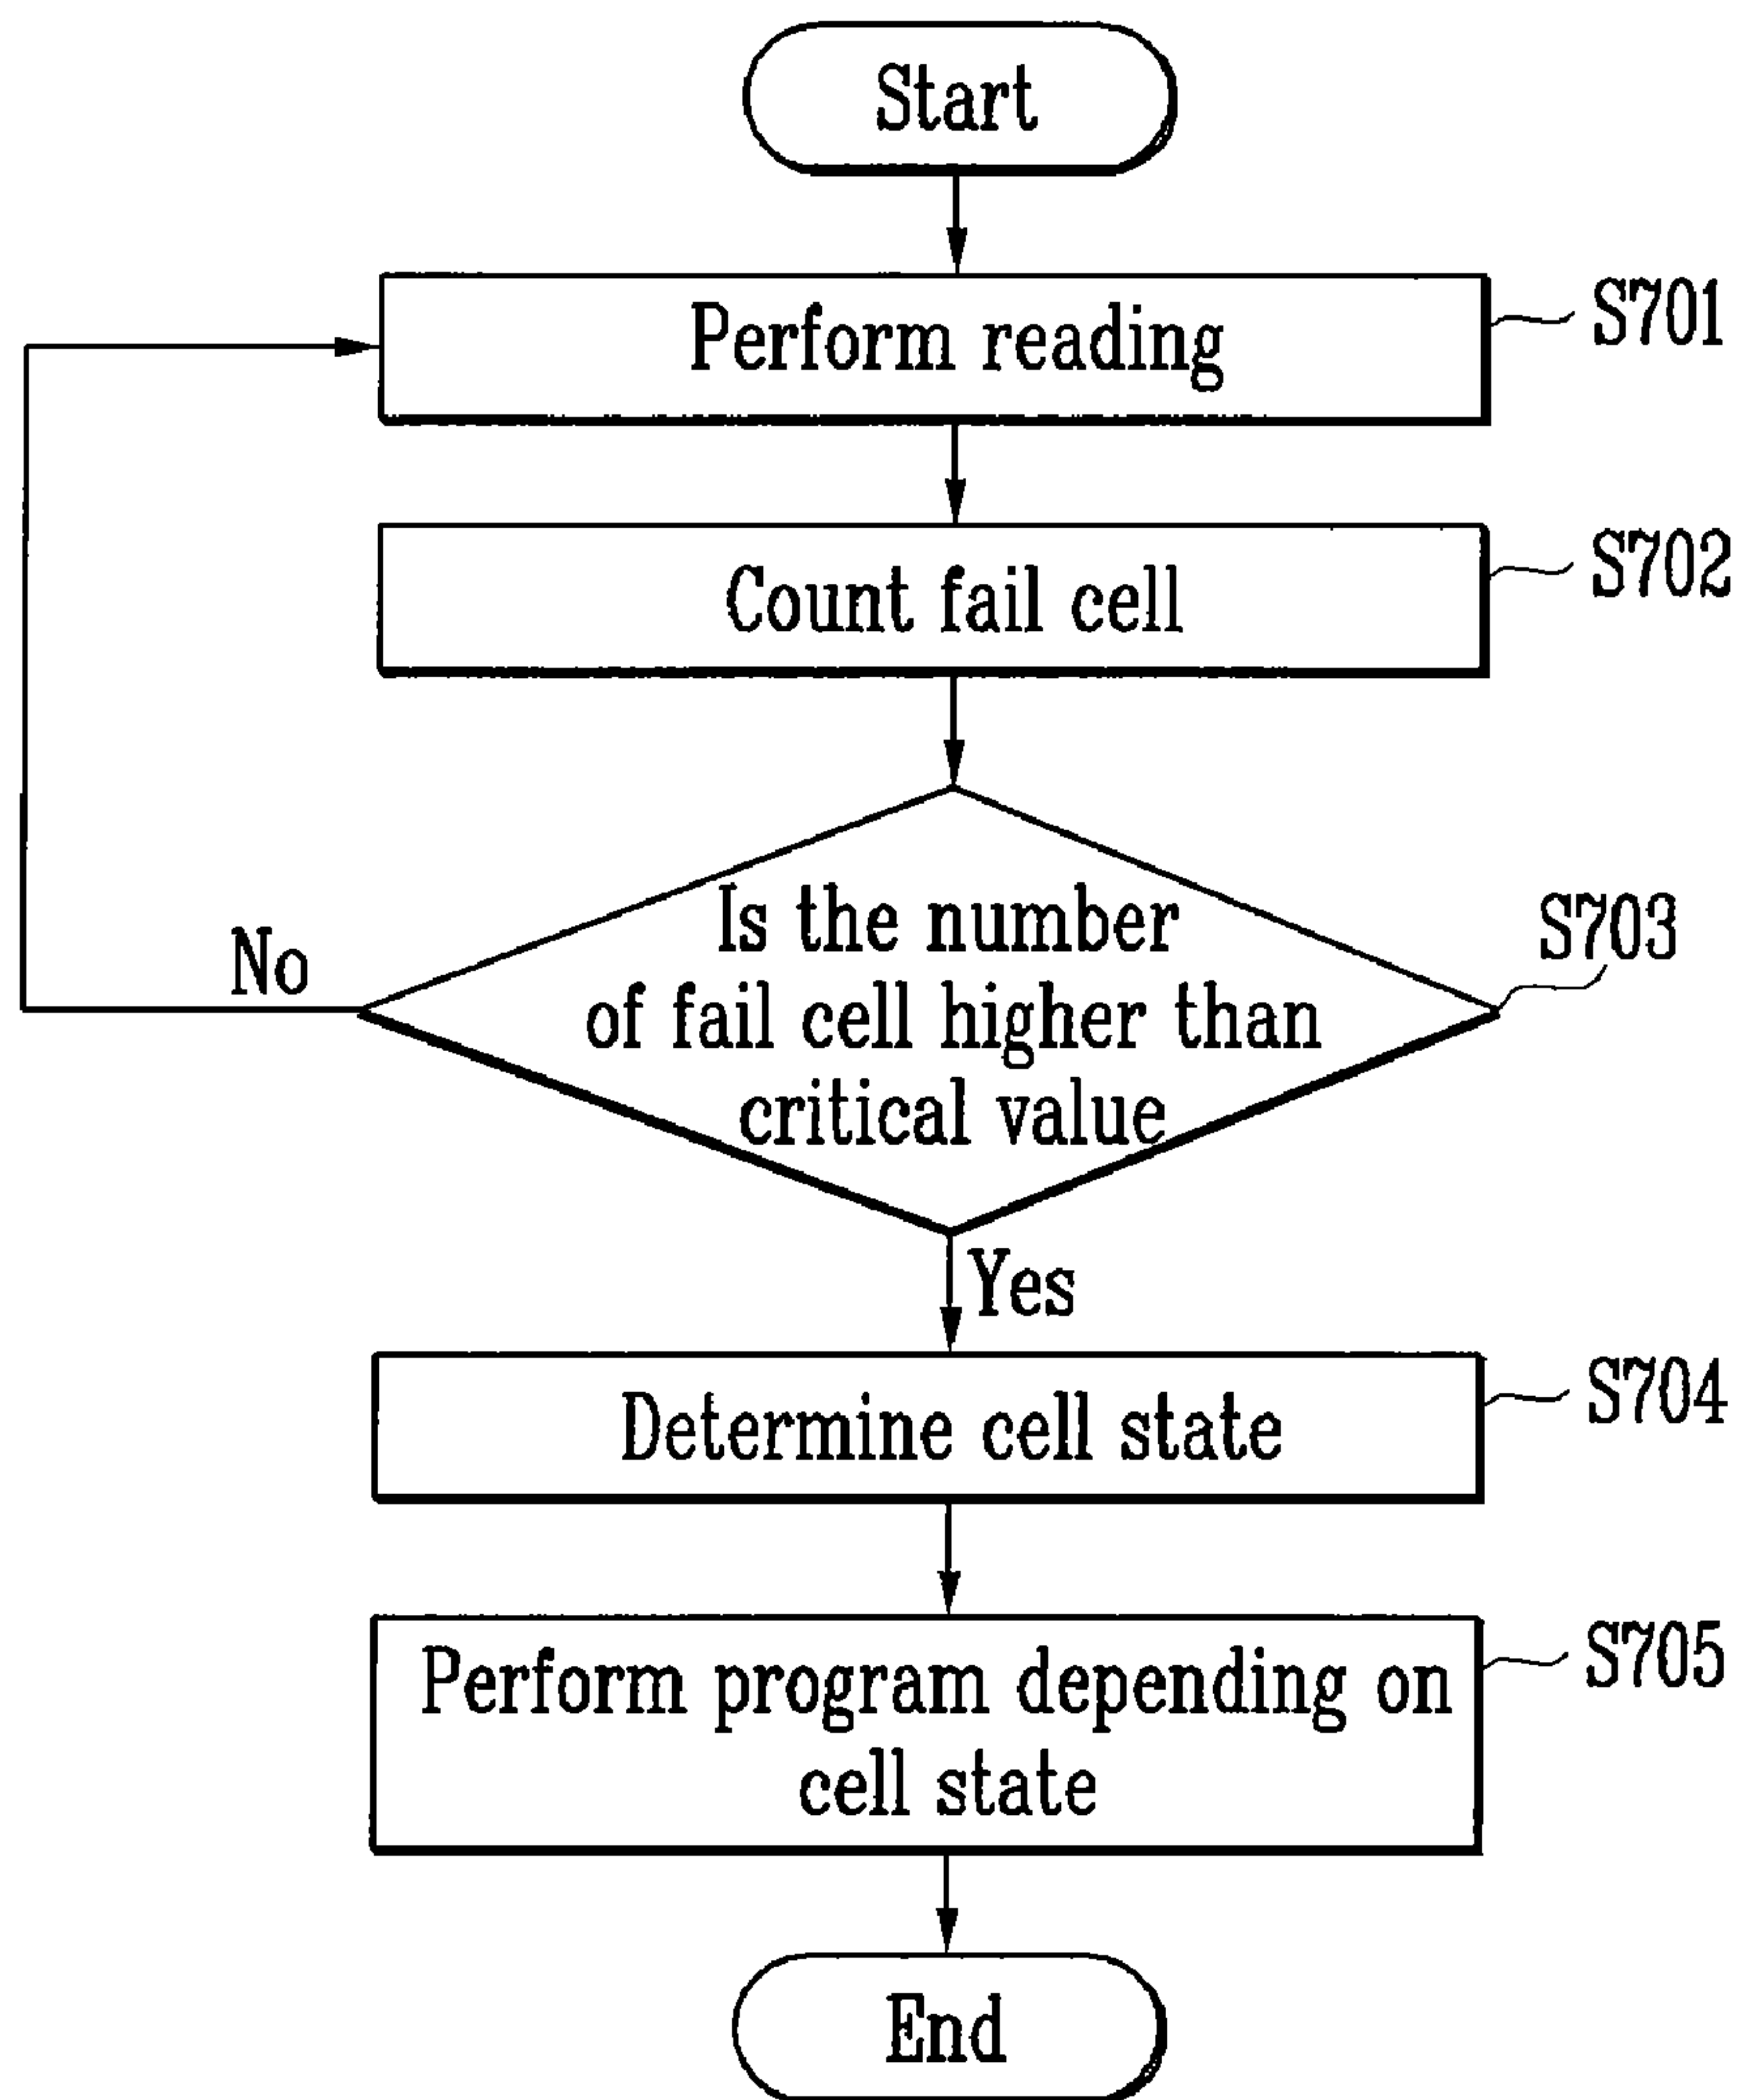 Start
Perform reading
S701
Count fail cell
S702
Is the number
of fail cell higher than
critical value
S703
No
Yes
Determine cell state
S704
Perform program depending on
cell state
S705
End